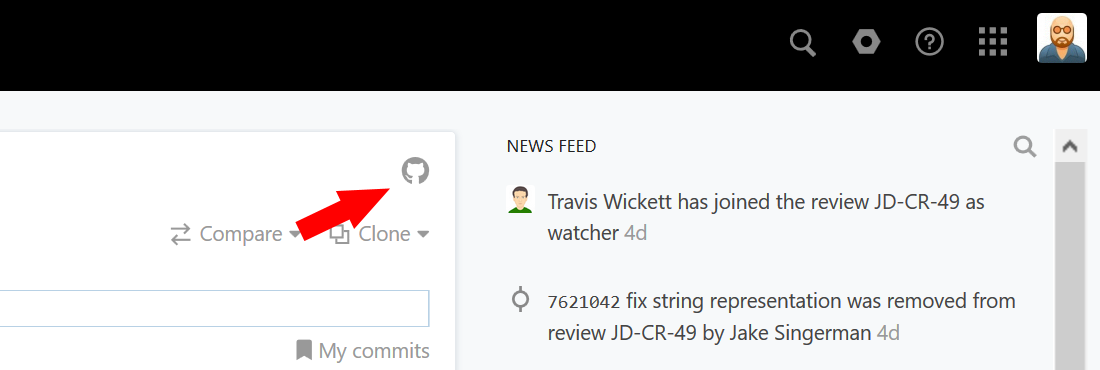 NEWS FEED
Travis Wickett has joined the review JD-CR-49 as
watcher 4d
Compare
Clone
7621042 fix string representation was removed from
review JD-CR-49 by Jake Singerman 4d
My commits